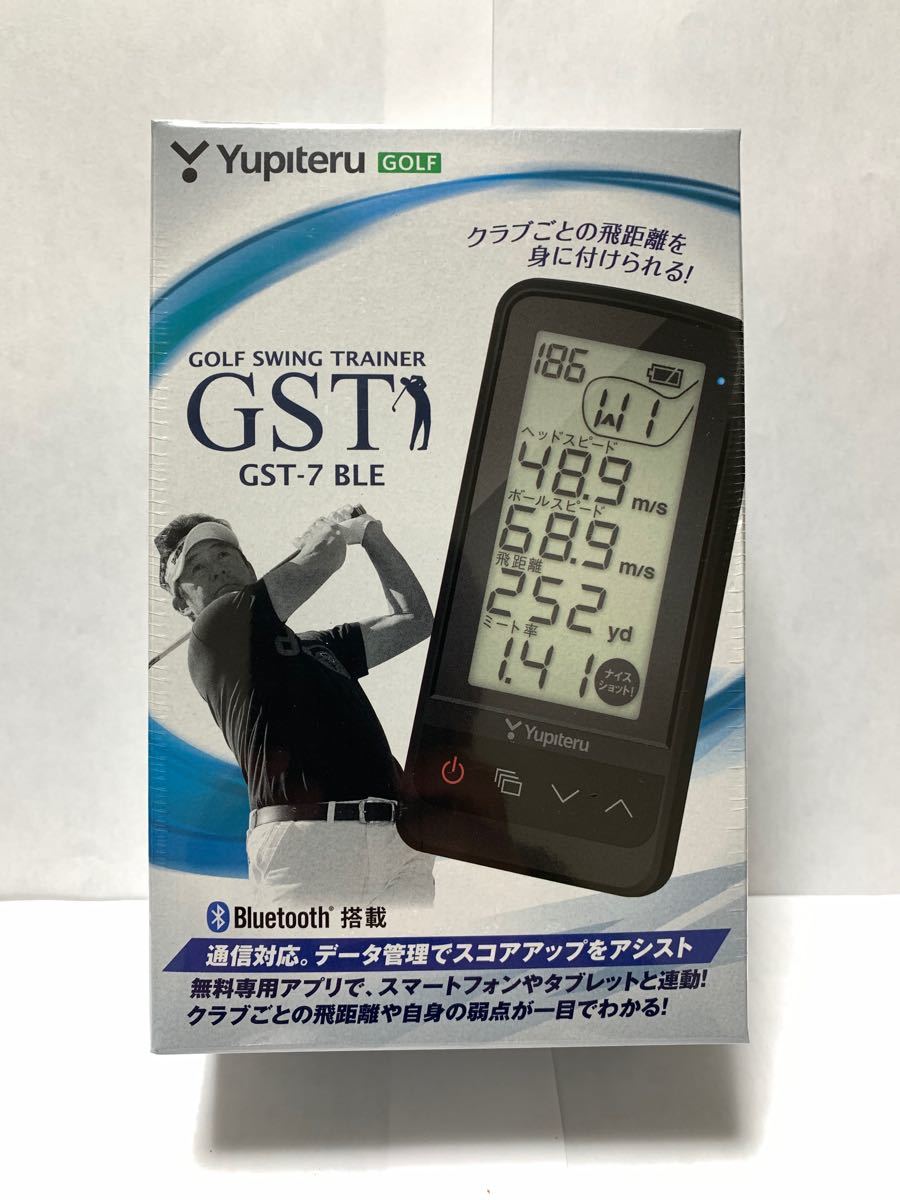 Yupiteru GOLF
クラブごとの飛距離を
身に付けられる!
GOLF SWING TRAINER
GST
GST-7 BLE
186
W1
ヘッドスピード
48.9 m/s
ボールスピード
68.9 m/s
飛距離
252 yd
ミート率
1.41 ナイス
ショット!
Yupiteru
Bluetooth® 搭載
通信対応。データ管理でスコアアップをアシスト
無料専用アプリで、スマートフォンやタブレットと連動!
クラブごとの飛距離や自身の弱点が一目でわかる!